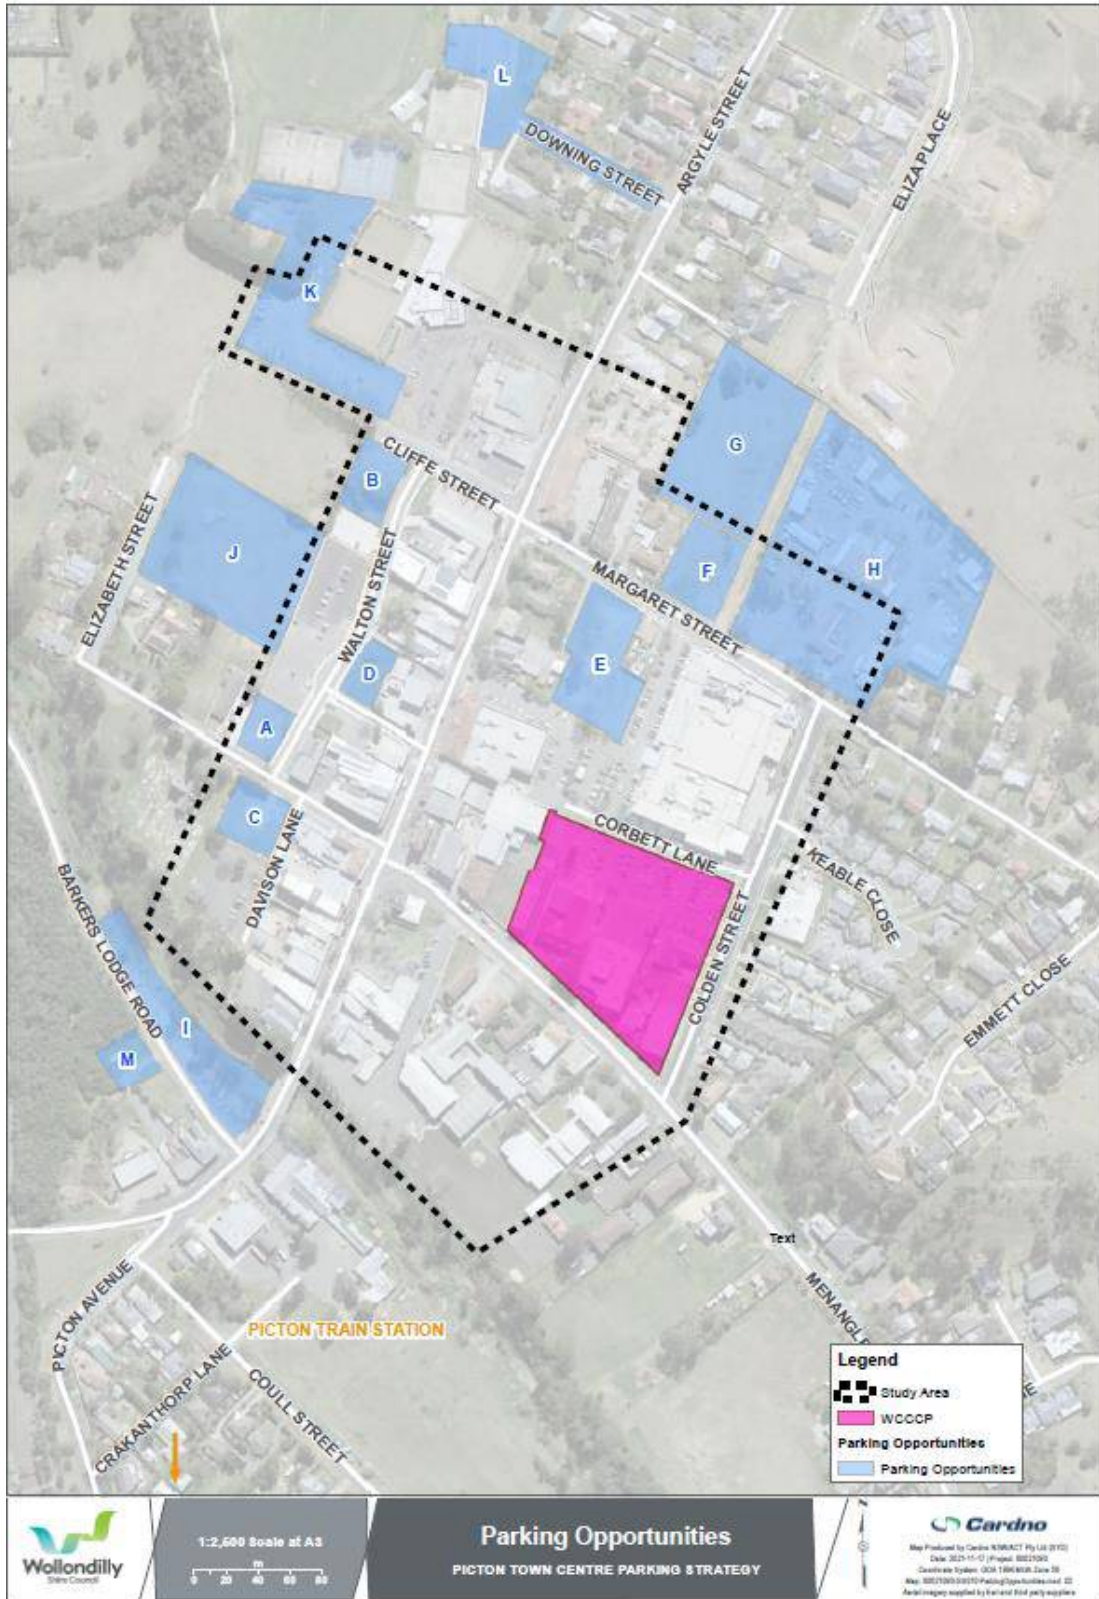 L
DOWNING STREET
ARGYLE STREET
ELIZA PLACE
K
G
CLIFFE STREET
B
H
ELIZABETH STREET
J
WALTON STREET
F
MARGARET STREET
D
E
A
C
DAVISON LANE
CORBETT LANE
KEABLE CLOSE
BARKERS LODGE ROAD
COLDEN STREET
EMMETT CLOSE
I
M
Text
PICTON AVENUE
MENANGLE
PICTON TRAIN STATION
CRAKANTHORP LANE
COULL STREET
Legend
Study Area
WCCCP
Parking Opportunities
Parking Opportunities
Wollondilly
Shire Council
1:2,500 Scale at A3
m
0 20 40 60 80
Parking Opportunities
PICTON TOWN CENTRE PARKING STRATEGY
Cardno